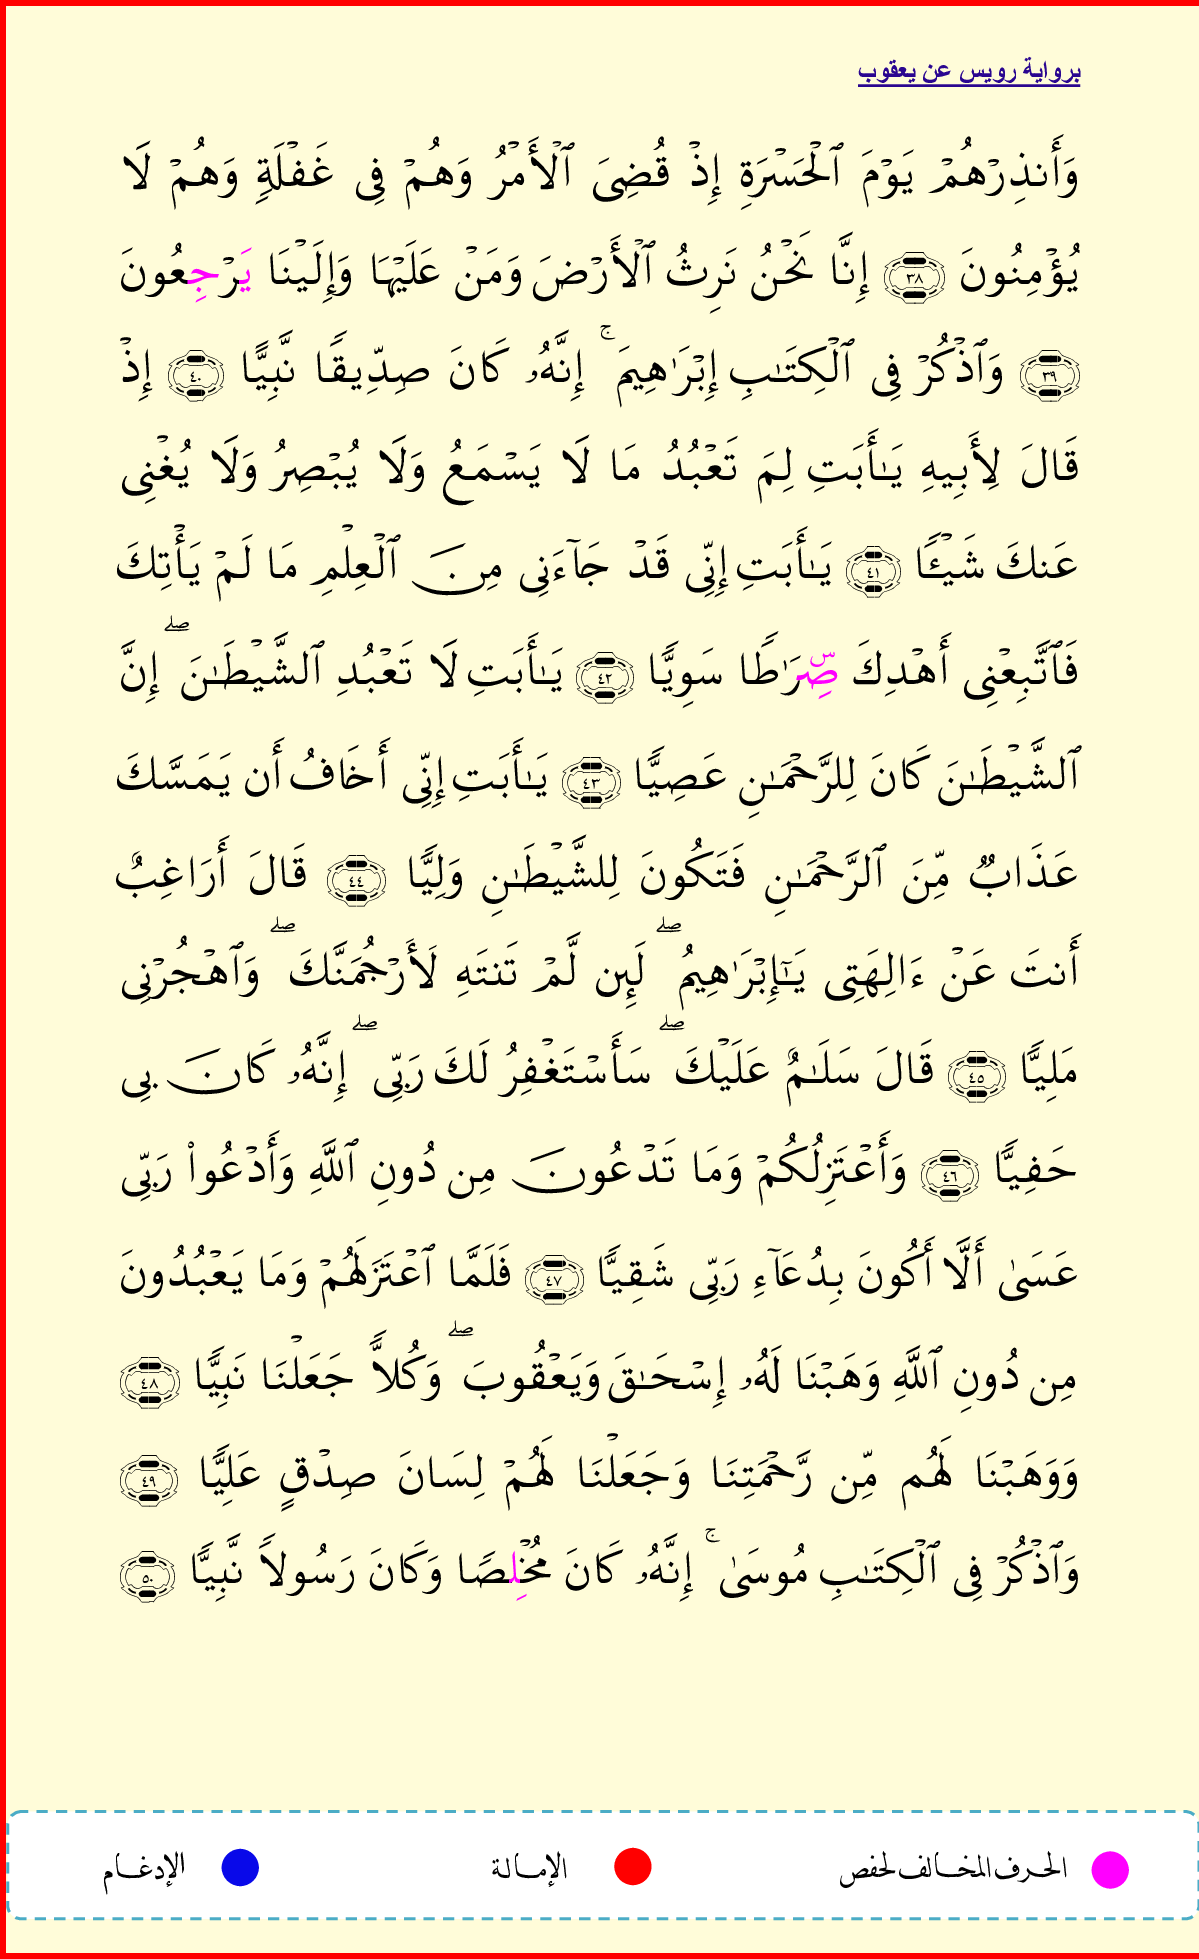 برواية رويس عن يعقوب
وَأَنذِرْهُمْ يَوْمَ ٱلْحَسْرَةِ إِذْ قُضِىَ ٱلْأَمْرُ وَهُمْ فِى غَفْلَةٍ وَهُمْ لَا
يُؤْمِنُونَ ٣٨ إِنَّا نَحْنُ نَرِثُ ٱلْأَرْضَ وَمَنْ عَلَيْهَا وَإِلَيْنَا يَرْجِعُونَ
٣٩ وَٱذْكُرْ فِى ٱلْكِتَـٰبِ إِبْرَٰهِيمَ ۚ إِنَّهُۥ كَانَ صِدِّيقًا نَّبِيًّا ٤٠ إِذْ
قَالَ لِأَبِيهِ يَـٰٓأَبَتِ لِمَ تَعْبُدُ مَا لَا يَسْمَعُ وَلَا يُبْصِرُ وَلَا يُغْنِى
عَنكَ شَيْـًٔا ٤١ يَـٰٓأَبَتِ إِنِّى قَدْ جَآءَنِى مِنَ ٱلْعِلْمِ مَا لَمْ يَأْتِكَ
فَٱتَّبِعْنِى أَهْدِكَ صِّۜرَٰطًا سَوِيًّا ٤٢ يَـٰٓأَبَتِ لَا تَعْبُدِ ٱلشَّيْطَـٰنَ ۖ إِنَّ
ٱلشَّيْطَـٰنَ كَانَ لِلرَّحْمَـٰنِ عَصِيًّا ٤٣ يَـٰٓأَبَتِ إِنِّى أَخَافُ أَن يَمَسَّكَ
عَذَابٌ مِّنَ ٱلرَّحْمَـٰنِ فَتَكُونَ لِلشَّيْطَـٰنِ وَلِيًّا ٤٤ قَالَ أَرَاغِبٌ
أَنتَ عَنْ ءَالِهَتِى يَـٰٓإِبْرَٰهِيمُ ۖ لَئِن لَّمْ تَنتَهِ لَأَرْجُمَنَّكَ ۖ وَٱهْجُرْنِى
مَلِيًّا ٤٥ قَالَ سَلَـٰمٌ عَلَيْكَ ۖ سَأَسْتَغْفِرُ لَكَ رَبِّى ۖ إِنَّهُۥ كَانَ بِى
حَفِيًّا ٤٦ وَأَعْتَزِلُكُمْ وَمَا تَدْعُونَ مِن دُونِ ٱللَّهِ وَأَدْعُوا۟ رَبِّى
عَسَىٰٓ أَلَّآ أَكُونَ بِدُعَآءِ رَبِّى شَقِيًّا ٤٧ فَلَمَّا ٱعْتَزَلَهُمْ وَمَا يَعْبُدُونَ
مِن دُونِ ٱللَّهِ وَهَبْنَا لَهُۥٓ إِسْحَـٰقَ وَيَعْقُوبَ ۖ وَكُلاًّ جَعَلْنَا نَبِيًّا ٤٨
وَوَهَبْنَا لَهُم مِّن رَّحْمَتِنَا وَجَعَلْنَا لَهُمْ لِسَانَ صِدْقٍ عَلِيًّا ٤٩
وَٱذْكُرْ فِى ٱلْكِتَـٰبِ مُوسَىٰٓ ۚ إِنَّهُۥ كَانَ مُخْلِصًا وَكَانَ رَسُولاً نَّبِيًّا ٥٠
الحرف المخالف لحفص الإمالة الإدغام